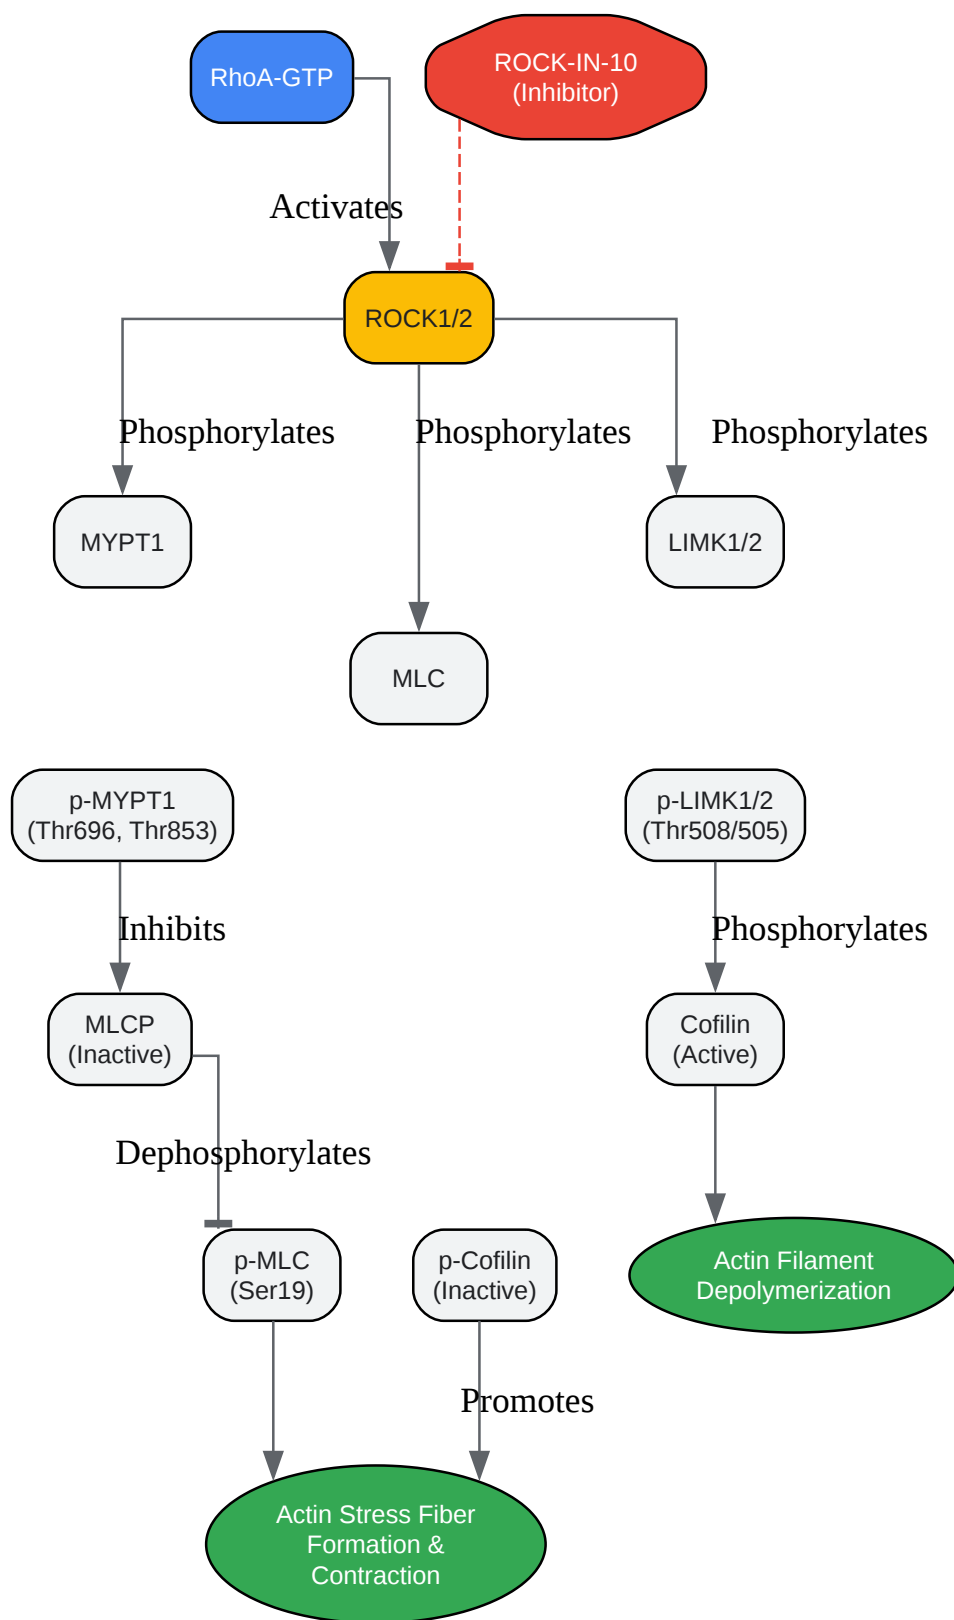 RhoA-GTP
ROCK-IN-10
(Inhibitor)
Activates
ROCK1/2
Phosphorylates
Phosphorylates
Phosphorylates
MYPT1
LIMK1/2
MLC
p-MYPT1
(Thr696, Thr853)
p-LIMK1/2
(Thr508/505)
Inhibits
Phosphorylates
MLCP
(Inactive)
Cofilin
(Active)
Dephosphorylates
p-MLC
(Ser19)
p-Cofilin
(Inactive)
Actin Filament
Depolymerization
Promotes
Actin Stress Fiber
Formation &
Contraction